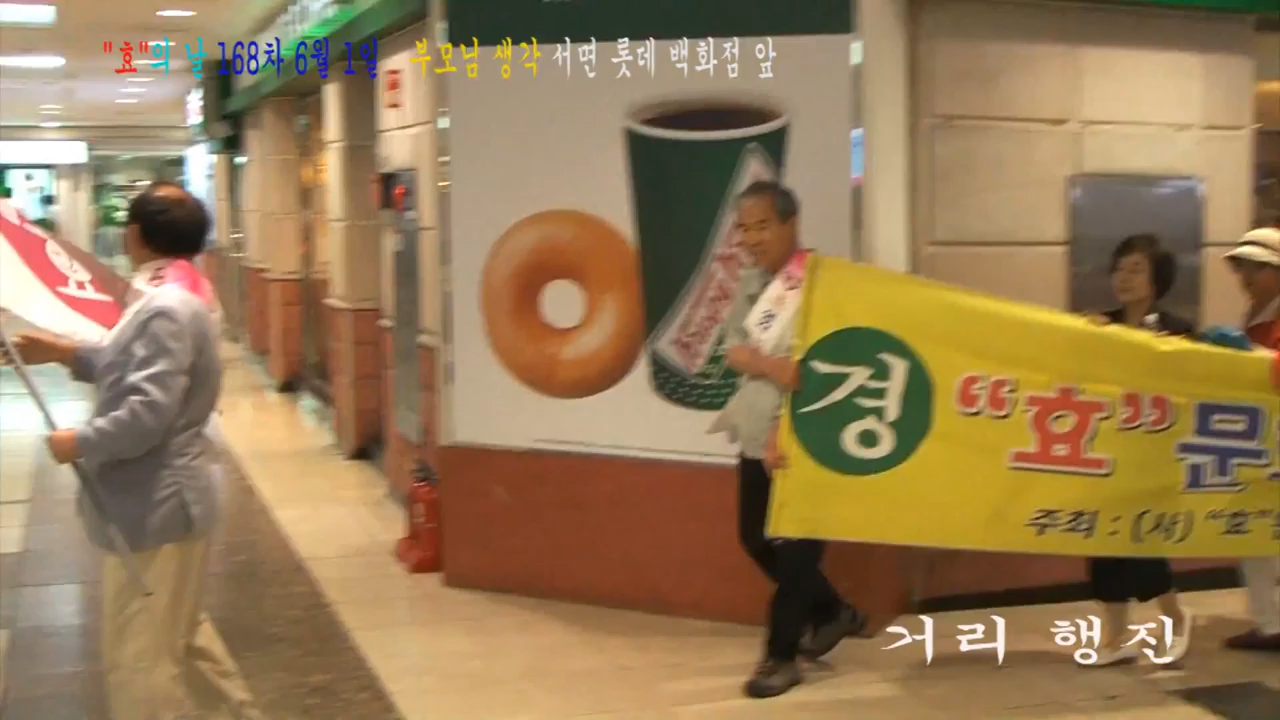 "효"의 날 168차 6월 1일 부모님 생각 서면 롯데 백화점 앞
효
경 “효” 문
주최 : (사) “효”
거리 행진